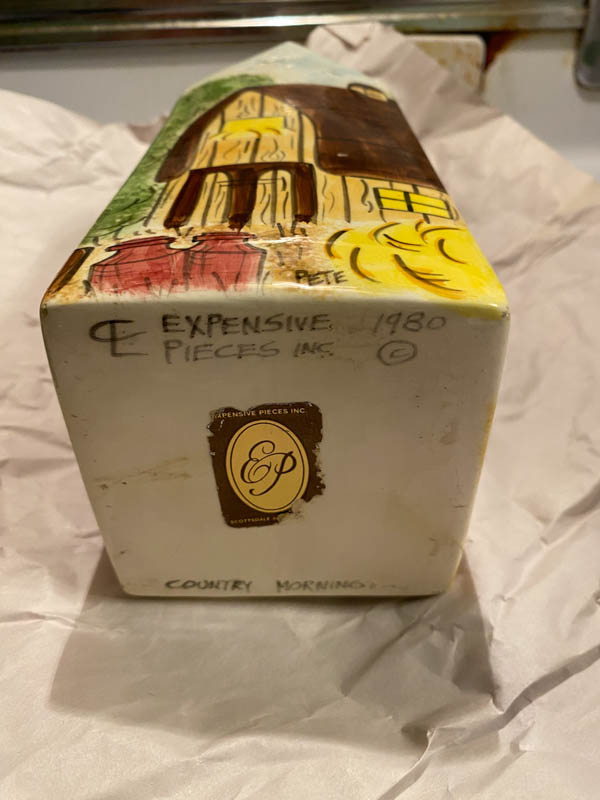 PETE
CL EXPENSIVE 1980
PIECES INC. ©
EXPENSIVE PIECES INC
EP
SCOTTSDALE
COUNTRY MORNING